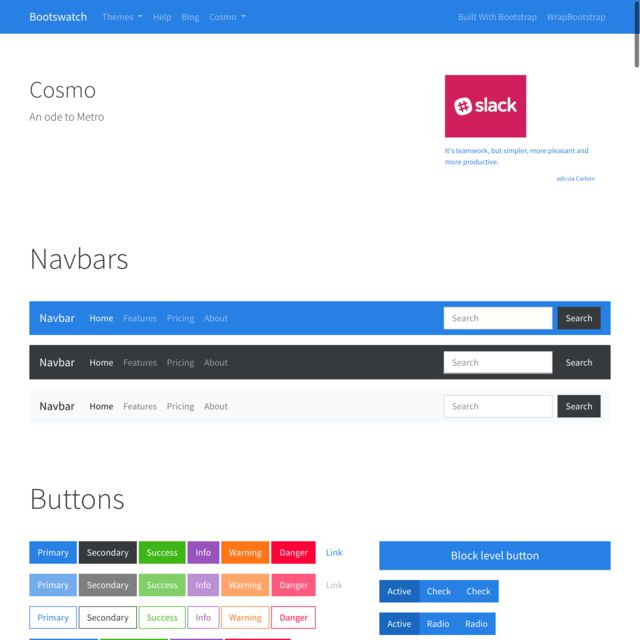 Bootswatch Themes Help Blog Cosmo Built With Bootstrap WrapBootstrap
Cosmo
An ode to Metro
slack
It's teamwork, but simpler, more pleasant and
more productive.
ads via Carbon
Navbars
Navbar Home Features Pricing About Search Search
Navbar Home Features Pricing About Search Search
Navbar Home Features Pricing About Search Search
Buttons
Primary Secondary Success Info Warning Danger Link
Block level button
Primary Secondary Success Info Warning Danger Link
Active Check Check
Primary Secondary Success Info Warning Danger
Active Radio Radio